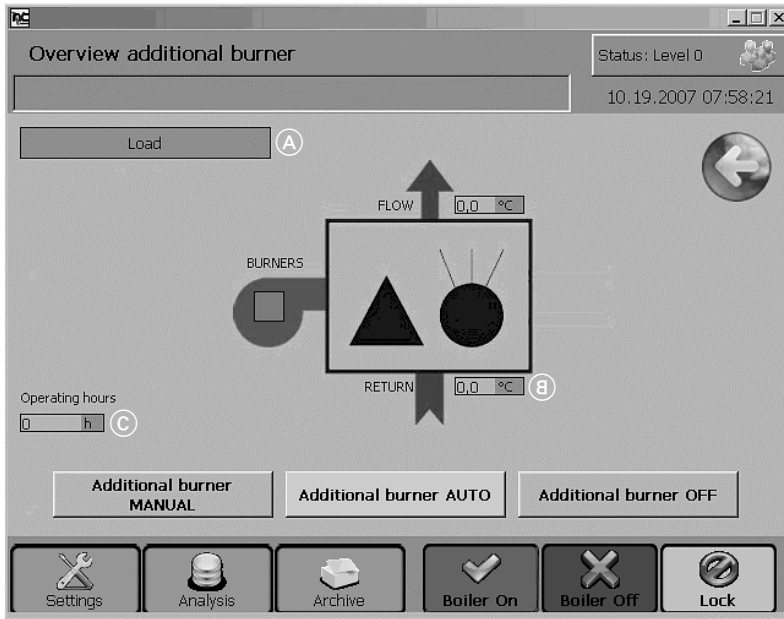 Overview additional burner
Status: Level 0
10.19.2007 07:58:21
Load
A
FLOW
0,0 °C
BURNERS
RETURN
0,0 °C
B
Operating hours
0 h
C
Additional burner
MANUAL
Additional burner AUTO
Additional burner OFF
Settings
Analysis
Archive
Boiler On
Boiler Off
Lock